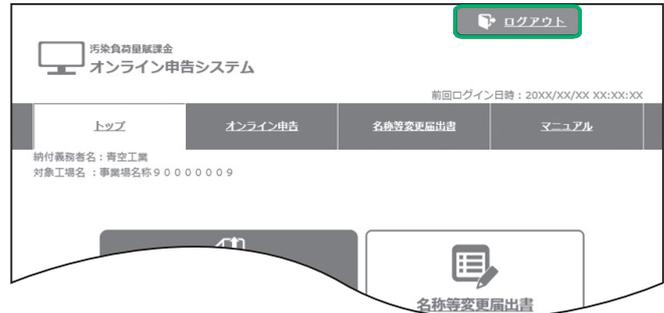 ログアウト
汚染負荷量賦課金
オンライン申告システム
前回ログイン日時：20XX/XX/XX XX:XX:XX
トップ オンライン申告 名称等変更届出書 マニュアル
納付義務者名：青空工業
対象工場名 ：事業場名称９００００００９
名称等変更届出書